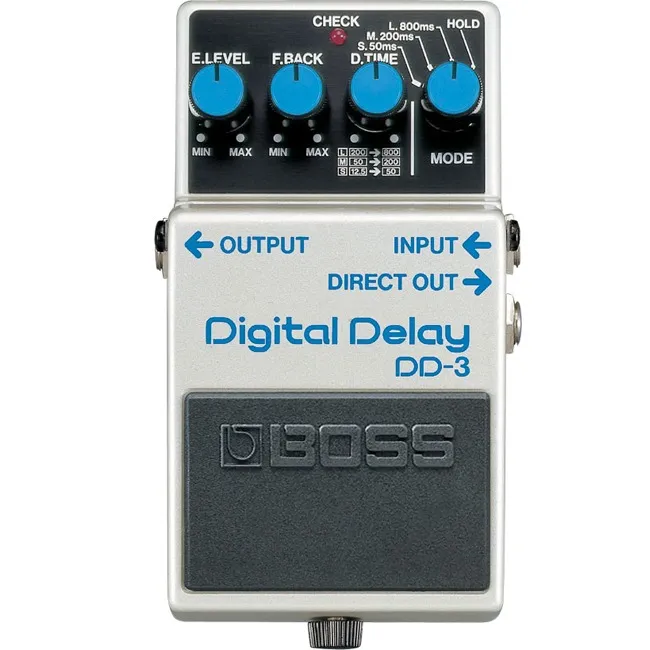 CHECK
L.800ms
HOLD
M.200ms
S.50ms
E.LEVEL F.BACK D.TIME
MIN MAX MIN MAX
L 200 → 800
M 50 → 200
S 12.5 → 50
MODE
← OUTPUT INPUT ←
DIRECT OUT →
Digital Delay
DD-3
BOSS